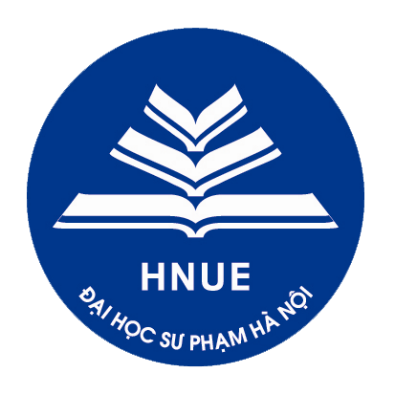 HNUE
ĐẠI HỌC SƯ PHẠM HÀ NỘI